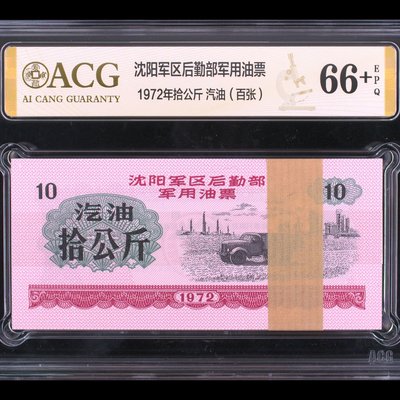 ACG
AI CANG GUARANTY
沈阳军区后勤部军用油票
1972年拾公斤 汽油（百张）
66+
EPQ
沈阳军区后勤部
军用油票
10
10
汽油
拾公斤
1972
ACG